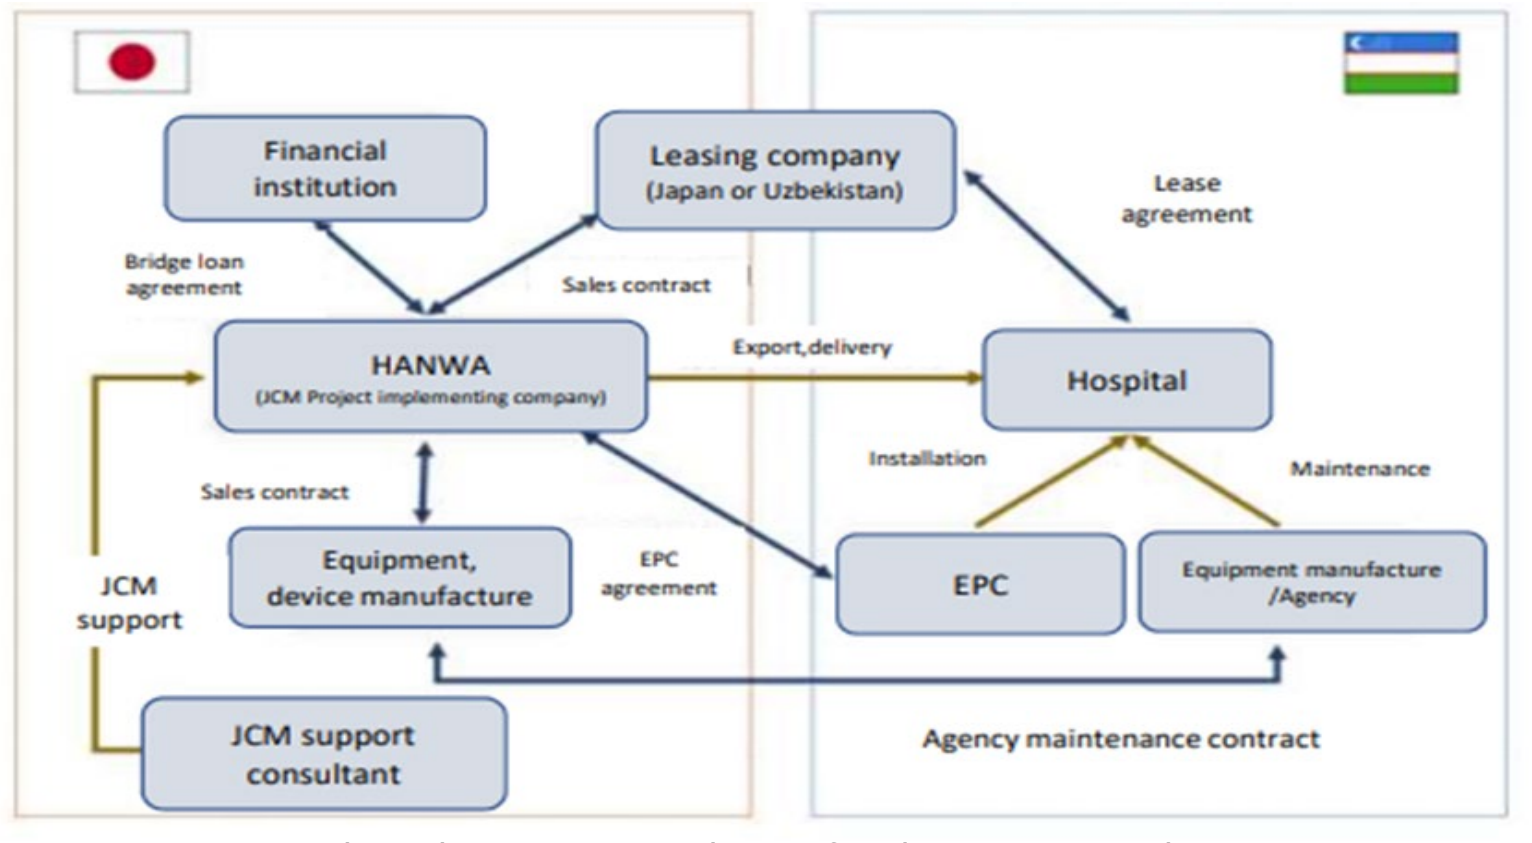 Financial
institution
Leasing company
(Japan or Uzbekistan)
Lease
agreement
Bridge loan
agreement
Sales contract
HANWA
(JCM Project implementing company)
Export,delivery
Hospital
Installation
Maintenance
Sales contract
Equipment,
device manufacture
EPC
agreement
EPC
Equipment manufacture
/Agency
JCM
support
JCM support
consultant
Agency maintenance contract